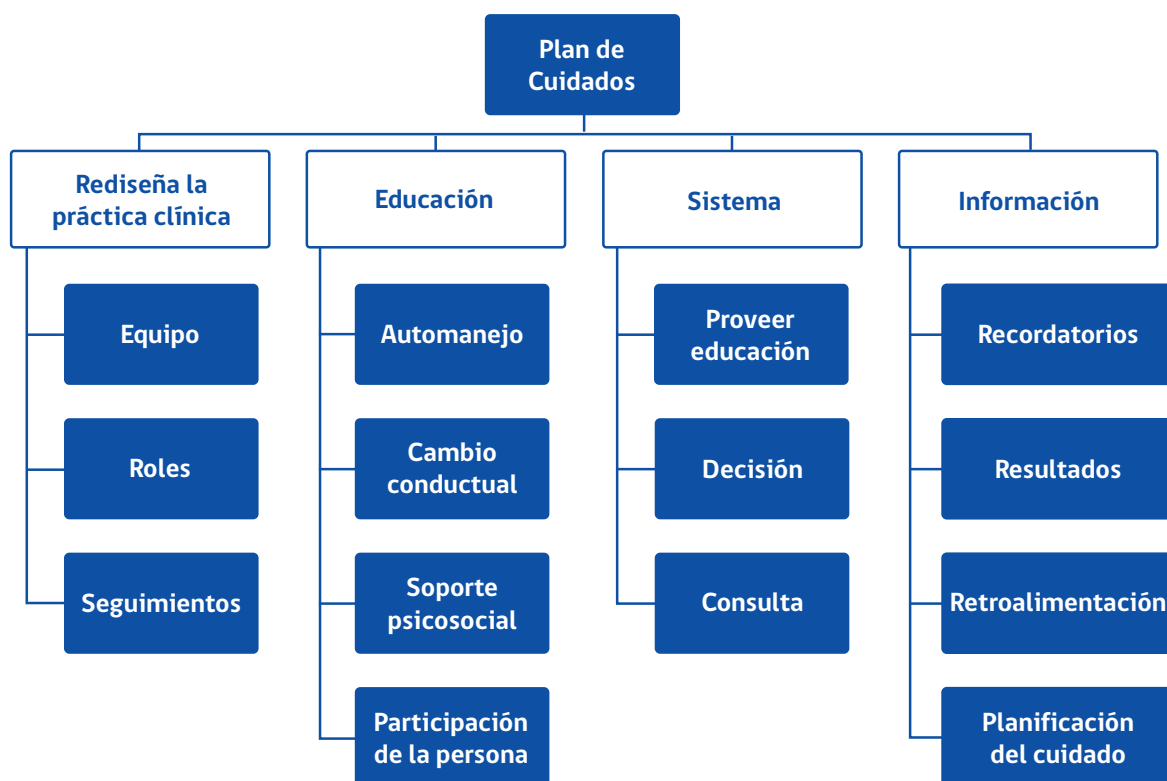 Plan de
Cuidados
Rediseña la
práctica clínica
Educación
Sistema
Información
Equipo
Roles
Seguimientos
Automanejo
Cambio
conductual
Soporte
psicosocial
Participación
de la persona
Proveer
educación
Decisión
Consulta
Recordatorios
Resultados
Retroalimentación
Planificación
del cuidado